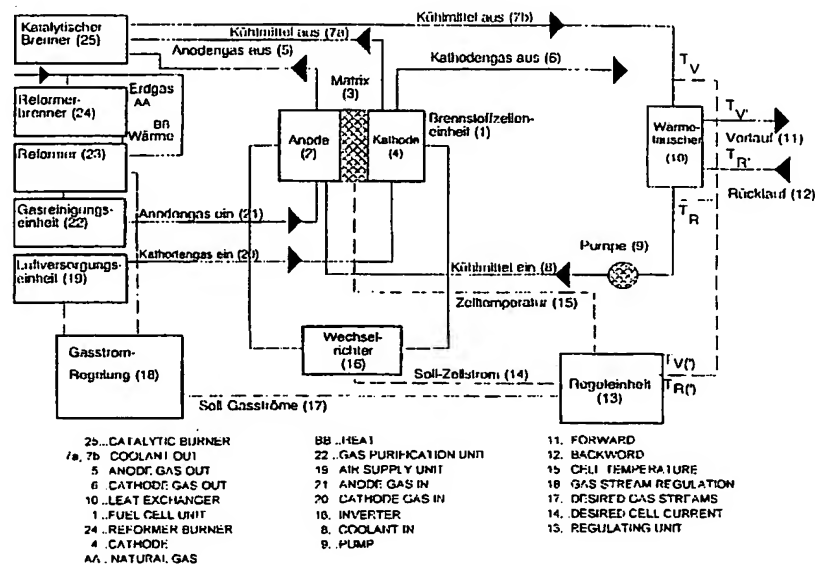 Katalytischer
Brenner (25)
Kühlmittel aus (7a)
Kühlmittel aus (7b)
Anodengas aus (5)
Kathodengas aus (6)
Matrix
(3)
Erdgas
AA
BB
Wärme
Reformer-
brenner (24)
Reformer (23)
Anode
(2)
Kathode
(4)
Brennstoffzellen-
einheit (1)
T V
T V'
Vorlauf (11)
Wärme-
tauscher
(10)
T R'
Rücklauf (12)
T R
Gasreinigungs-
einheit (22)
Anodengas ein (21)
Luftversorgungs-
einheit (19)
Kathodengas ein (20)
Pumpe (9)
Kühlmittel ein (8)
Zelltemperatur (15)
Gasstrom-
Regelung (18)
Wechsel-
richter
(16)
Soll-Zellstrom (14)
Regeleinheit
(13)
T V(')
T R(')
Soll Gasströme (17)
25...CATALYTIC BURNER
7a, 7b COOLANT OUT
5 ANODE GAS OUT
6 CATHODE GAS OUT
10...LEAT EXCHANGER
1...FUEL CELL UNIT
24...REFORMER BURNER
4...CATHODE
AA...NATURAL GAS
BB...HEAT
22...GAS PURIFICATION UNIT
19 AIR SUPPLY UNIT
21 ANODE GAS IN
20 CATHODE GAS IN
16. INVERTER
8. COOLANT IN
9. PUMP
11. FORWARD
12. BACKWORD
15 CELL TEMPERATURE
18 GAS STREAM REGULATION
17. DESIRED GAS STREAMS
14. DESIRED CELL CURRENT
13. REGULATING UNIT